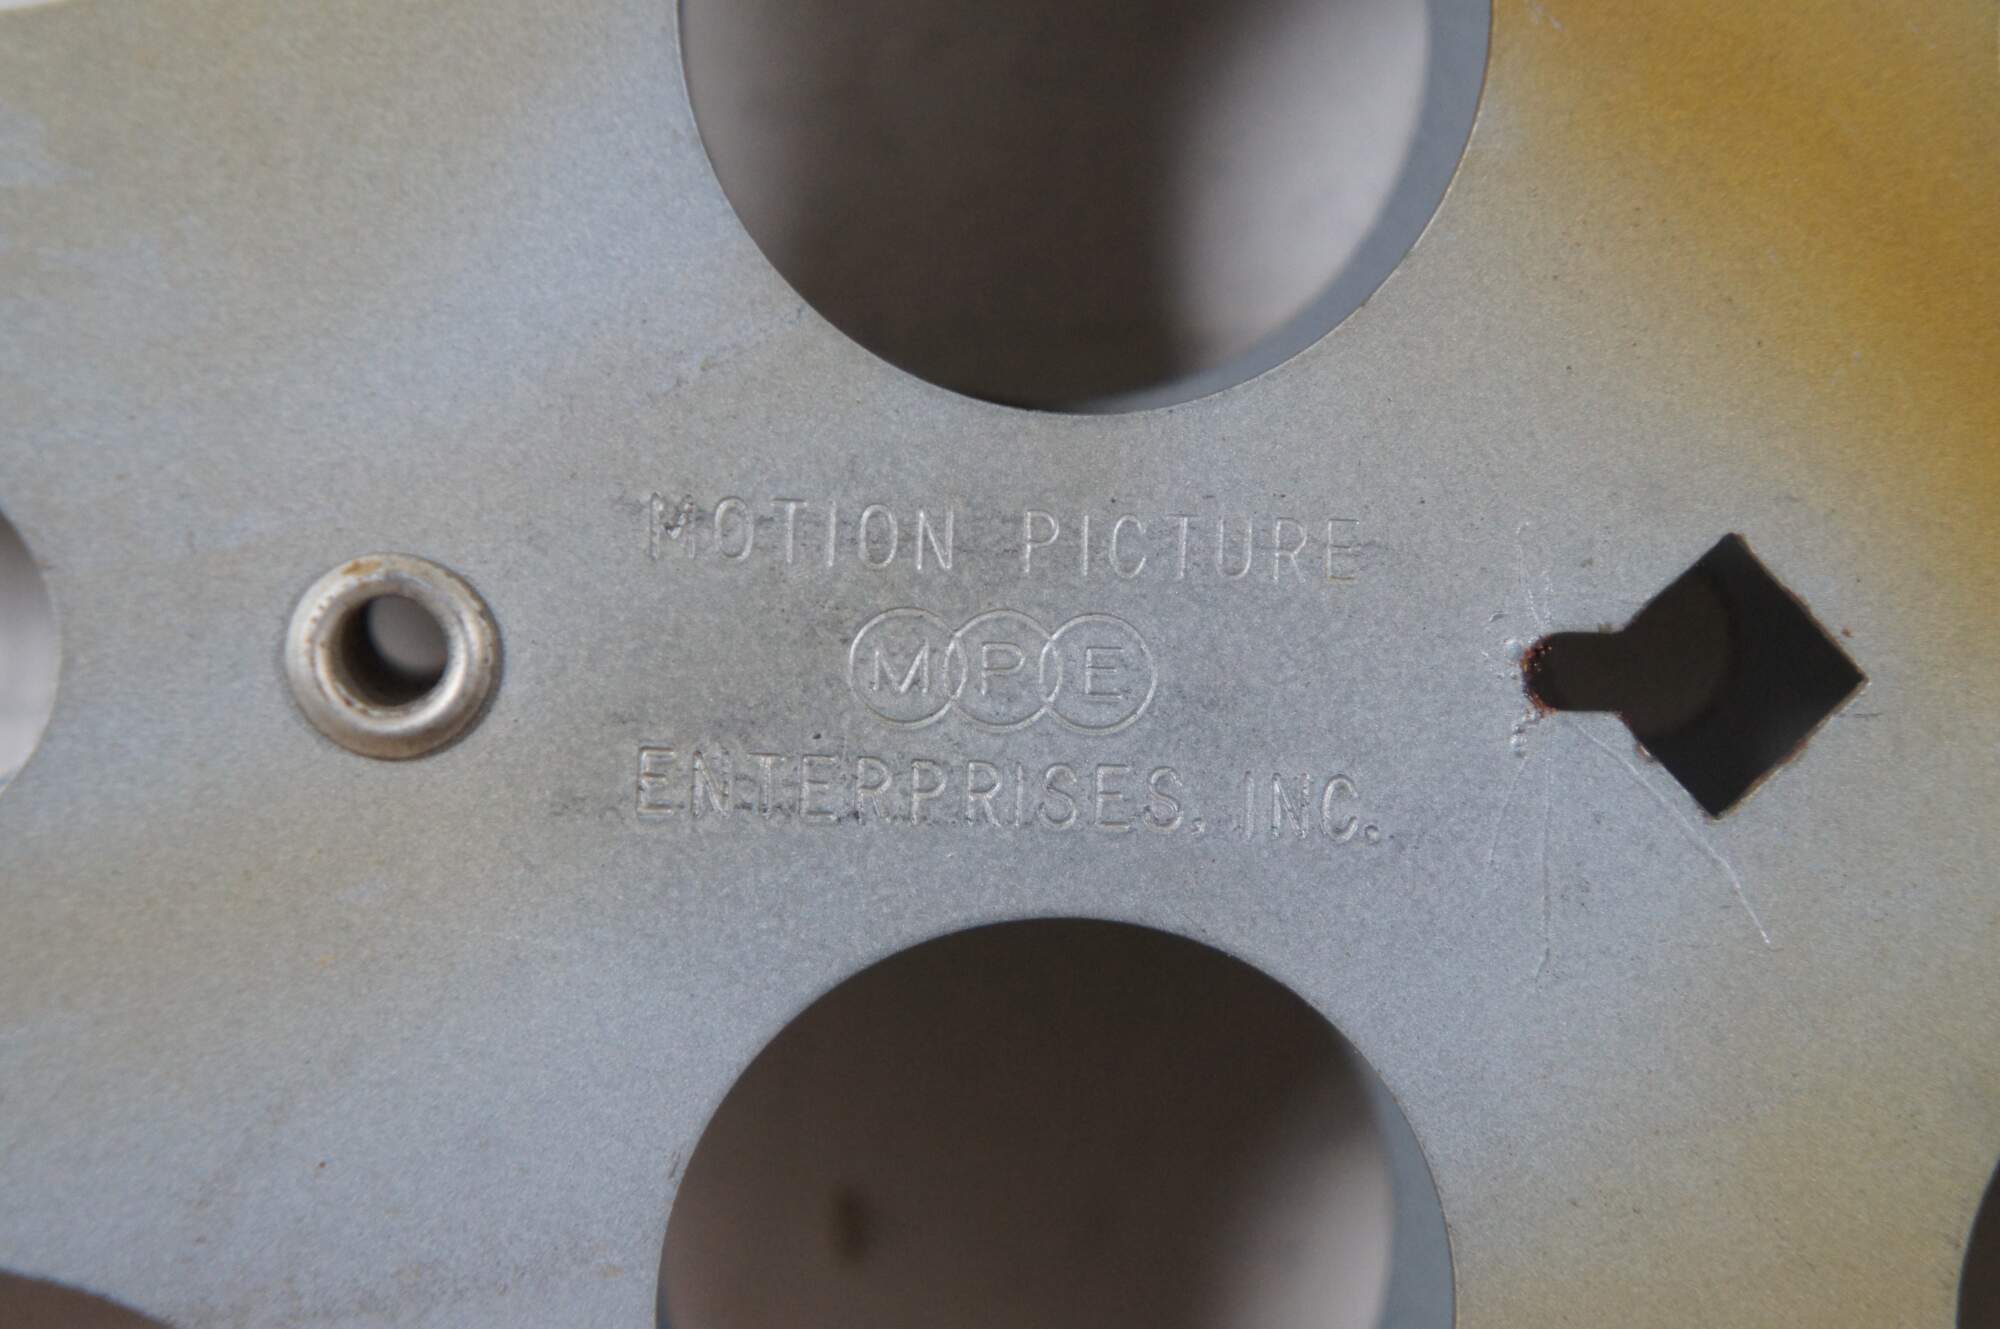 MOTION PICTURE
MPE
ENTERPRISES, INC.